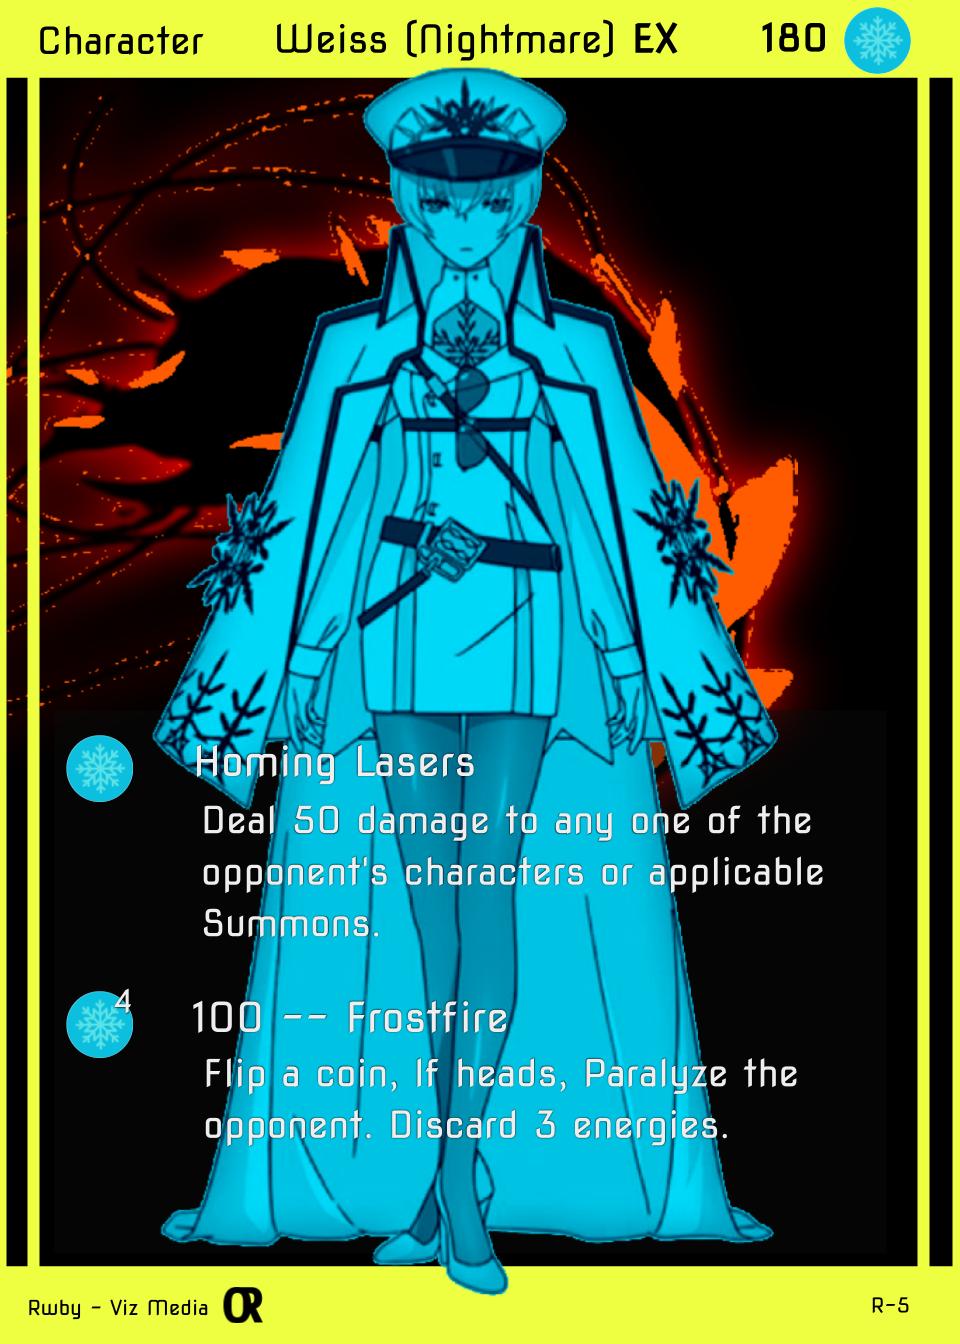 Character Weiss (Nightmare) EX 180
Homing Lasers
Deal 50 damage to any one of the
opponent's characters or applicable
Summons.
4
100 -- Frostfire
Flip a coin, If heads, Paralyze the
opponent. Discard 3 energies.
Rwby - Viz Media OR R-5